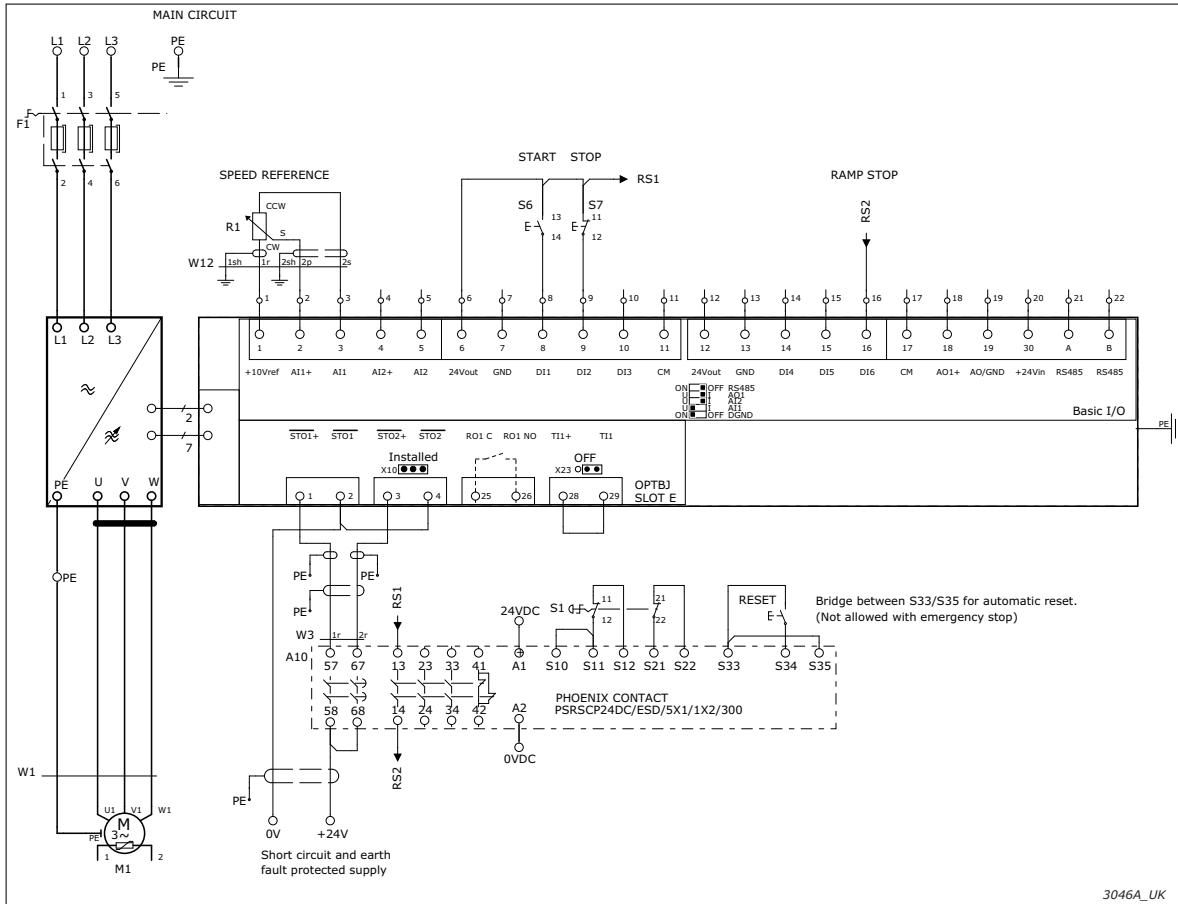 MAIN CIRCUIT
L1 L2 L3 PE
PE
1 3 5
F1
2 4 6
SPEED REFERENCE
START STOP
RS1
RAMP STOP
RS2
CCW
R1
S
CW
S6 13 14
S7 11 12
W12 1sh 1r 2sh 2p 2s
1 2 3 4 5 6 7 8 9 10 11 12 13 14 15 16 17 18 19 20 21 22
L1 L2 L3
1 2 3 4 5 6 7 8 9 10 11 12 13 14 15 16 17 18 19 30 A B
+10Vref AI1+ AI1 AI2+ AI2 24Vout GND DI1 DI2 DI3 CM 24Vout GND DI4 DI5 DI6 CM AO1+ AO/GND +24Vin RS485 RS485
ON OFF RS485
U I AO1
U I AI2
U I AI1
ON OFF DGND
Basic I/O
2
7
PE
STO1+ STO1 STO2+ STO2 RO1 C RO1 NO TI1+ TI1
Installed
X10
OFF
X23
OPTBJ
SLOT E
1 2 3 4 25 26 28 29
PE U V W
PE
PE PE
PE
RS1
24VDC
S1 11 12 21 22
RESET
Bridge between S33/S35 for automatic reset.
(Not allowed with emergency stop)
W3 1r 2r
A10
57 67 13 23 33 41 A1 S10 S11 S12 S21 S22 S33 S34 S35
PHOENIX CONTACT
PSRSCP24DC/ESD/5X1/1X2/300
58 68 14 24 34 42 A2
RS2
0VDC
W1
PE
0V +24V
Short circuit and earth
fault protected supply
U1 V1 W1
M
3~
PE
1 2
M1
3046A_UK